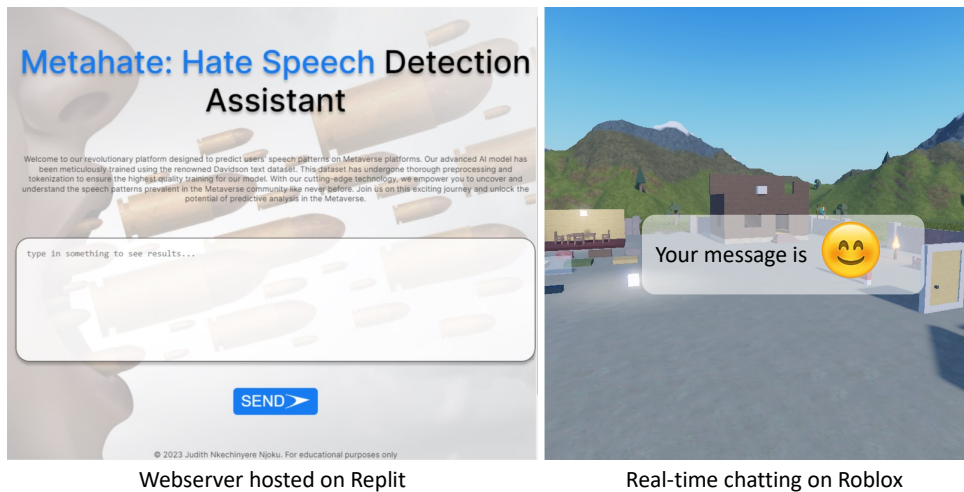 Metahate: Hate Speech Detection
Assistant
Welcome to our revolutionary platform designed to predict users' speech patterns on Metaverse platforms. Our advanced AI model has
been meticulously trained using the renowned Davidson text dataset. This dataset has undergone thorough preprocessing and
tokenization to ensure the highest quality training for our model. With our cutting-edge technology, we empower you to uncover and
understand the speech patterns prevalent in the Metaverse community like never before. Join us on this exciting journey and unlock the
potential of predictive analysis in the Metaverse.
type in something to see results...
SEND
© 2023 Judith Nkechinyere Njoku. For educational purposes only
Webserver hosted on Replit
Your message is 😊
Real-time chatting on Roblox